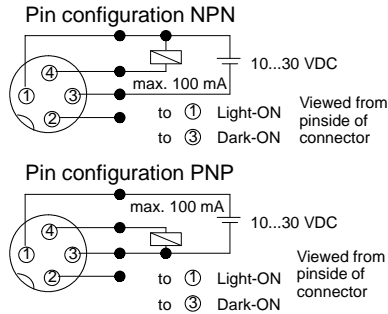 Pin configuration NPN
4
10...30 VDC
max. 100 mA
1
3
2
to 1 Light-ON
to 3 Dark-ON
Viewed from
pinside of
connector
Pin configuration PNP
max. 100 mA
4
10...30 VDC
1
3
2
to 1 Light-ON
to 3 Dark-ON
Viewed from
pinside of
connector